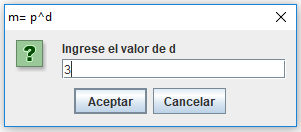 m= p^d
Ingrese el valor de d
3
Aceptar
Cancelar